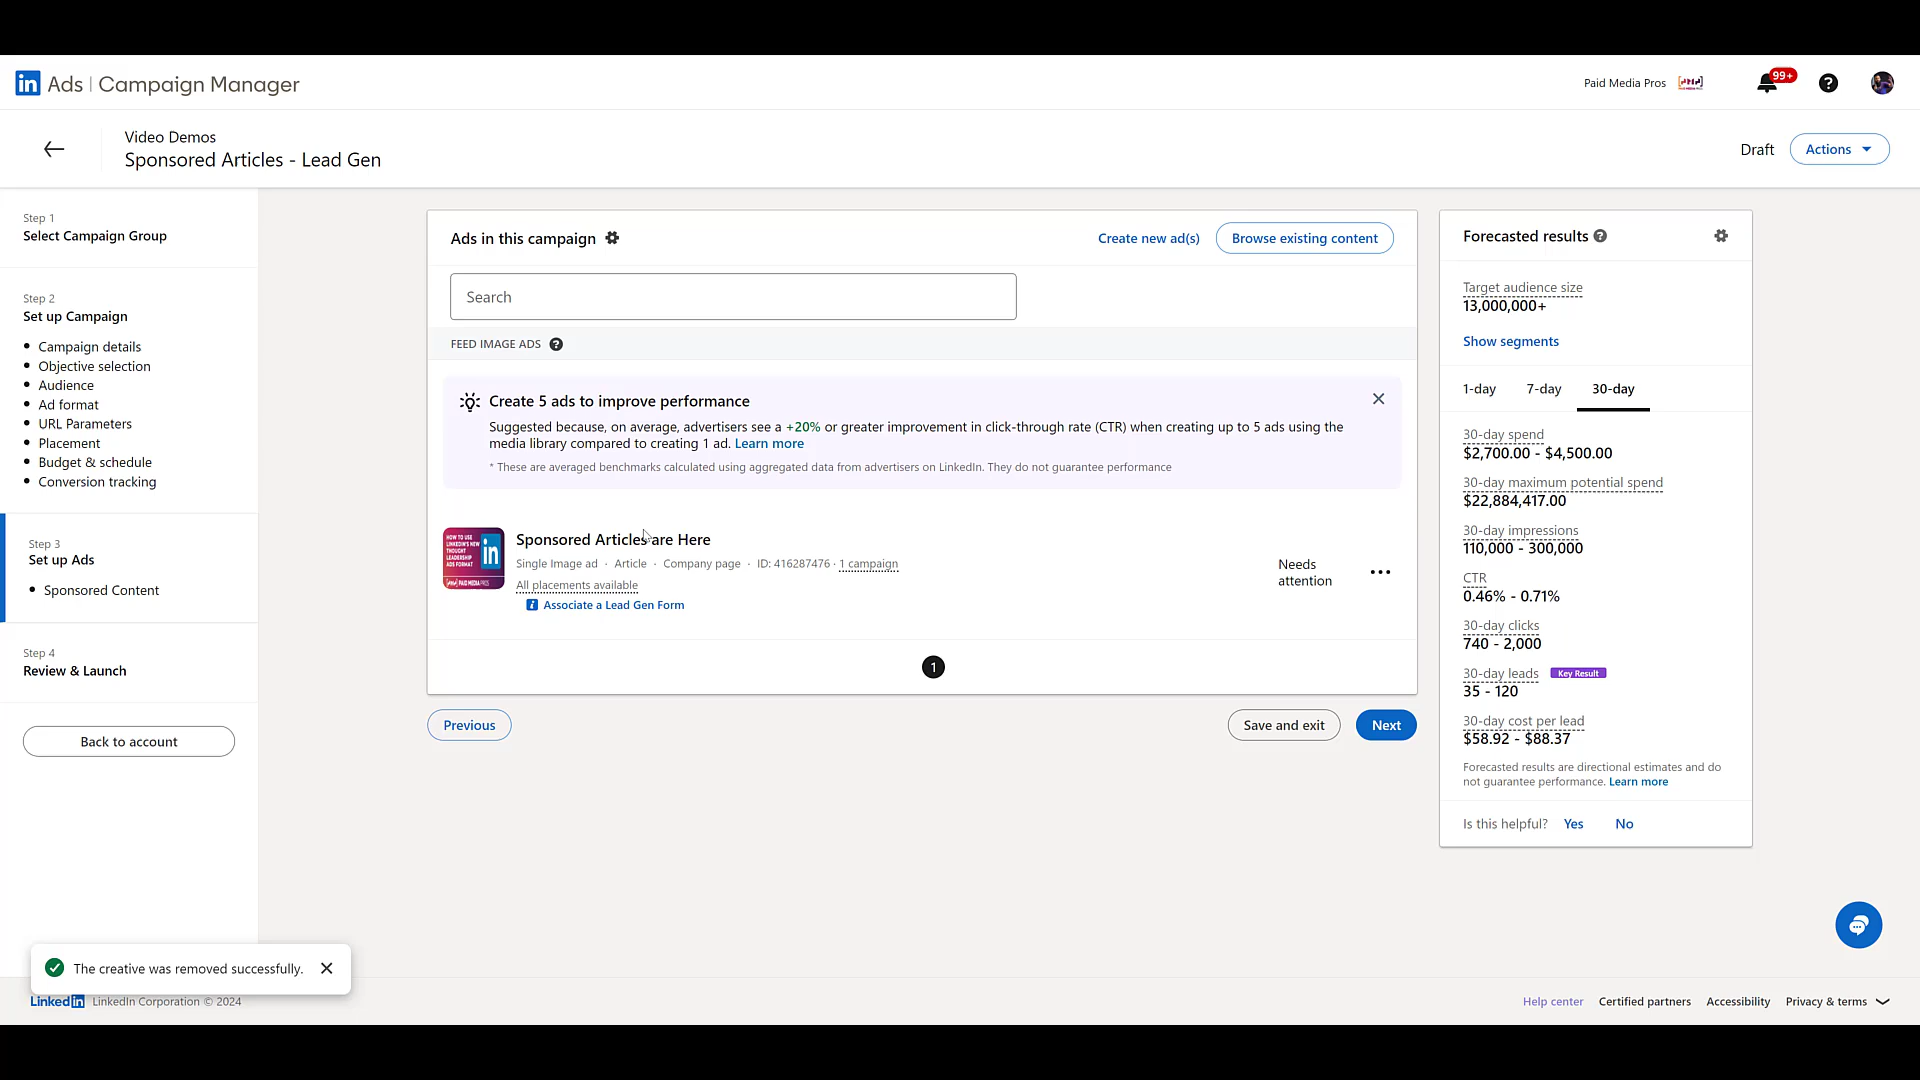 in Ads | Campaign Manager
Paid Media Pros
99+
Video Demos
Sponsored Articles - Lead Gen
Draft
Actions
Step 1
Select Campaign Group
Step 2
Set up Campaign
Campaign details
Objective selection
Audience
Ad format
URL Parameters
Placement
Budget & schedule
Conversion tracking
Step 3
Set up Ads
Sponsored Content
Step 4
Review & Launch
Back to account
Ads in this campaign
Create new ad(s)
Browse existing content
Search
FEED IMAGE ADS ?
Create 5 ads to improve performance
Suggested because, on average, advertisers see a +20% or greater improvement in click-through rate (CTR) when creating up to 5 ads using the
media library compared to creating 1 ad. Learn more
* These are averaged benchmarks calculated using aggregated data from advertisers on LinkedIn. They do not guarantee performance
HOW TO USE
LINKEDIN'S NEW
THOUGHT
LEADERSHIP
ADS FORMAT
in
PAID MEDIA PROS
Sponsored Articles are Here
Single Image ad · Article · Company page · ID: 416287476 · 1 campaign
All placements available
Associate a Lead Gen Form
Needs
attention
1
Previous
Save and exit
Next
Forecasted results ?
Target audience size
13,000,000+
Show segments
1-day
7-day
30-day
30-day spend
$2,700.00 - $4,500.00
30-day maximum potential spend
$22,884,417.00
30-day impressions
110,000 - 300,000
CTR
0.46% - 0.71%
30-day clicks
740 - 2,000
30-day leads Key Result
35 - 120
30-day cost per lead
$58.92 - $88.37
Forecasted results are directional estimates and do
not guarantee performance. Learn more
Is this helpful? Yes No
The creative was removed successfully.
LinkedIn LinkedIn Corporation © 2024
Help center
Certified partners
Accessibility
Privacy & terms